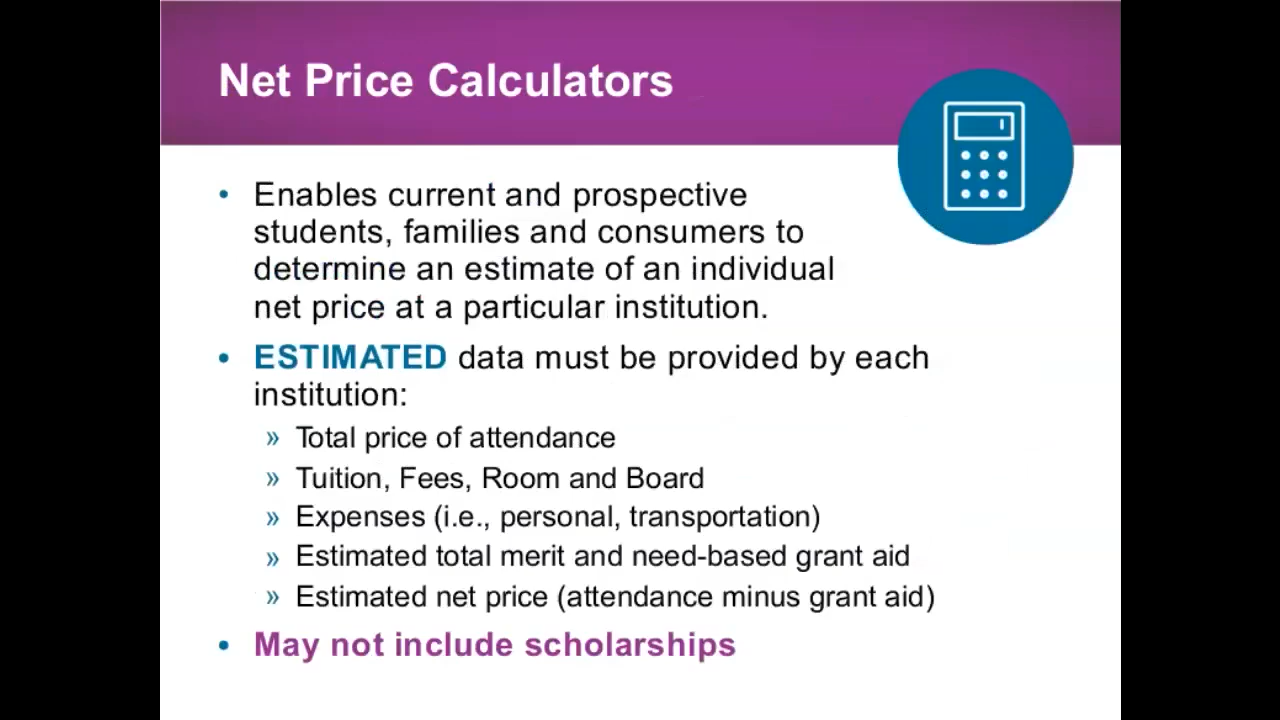 Net Price Calculators
• Enables current and prospective
students, families and consumers to
determine an estimate of an individual
net price at a particular institution.
• ESTIMATED data must be provided by each
institution:
» Total price of attendance
» Tuition, Fees, Room and Board
» Expenses (i.e., personal, transportation)
» Estimated total merit and need-based grant aid
» Estimated net price (attendance minus grant aid)
• May not include scholarships